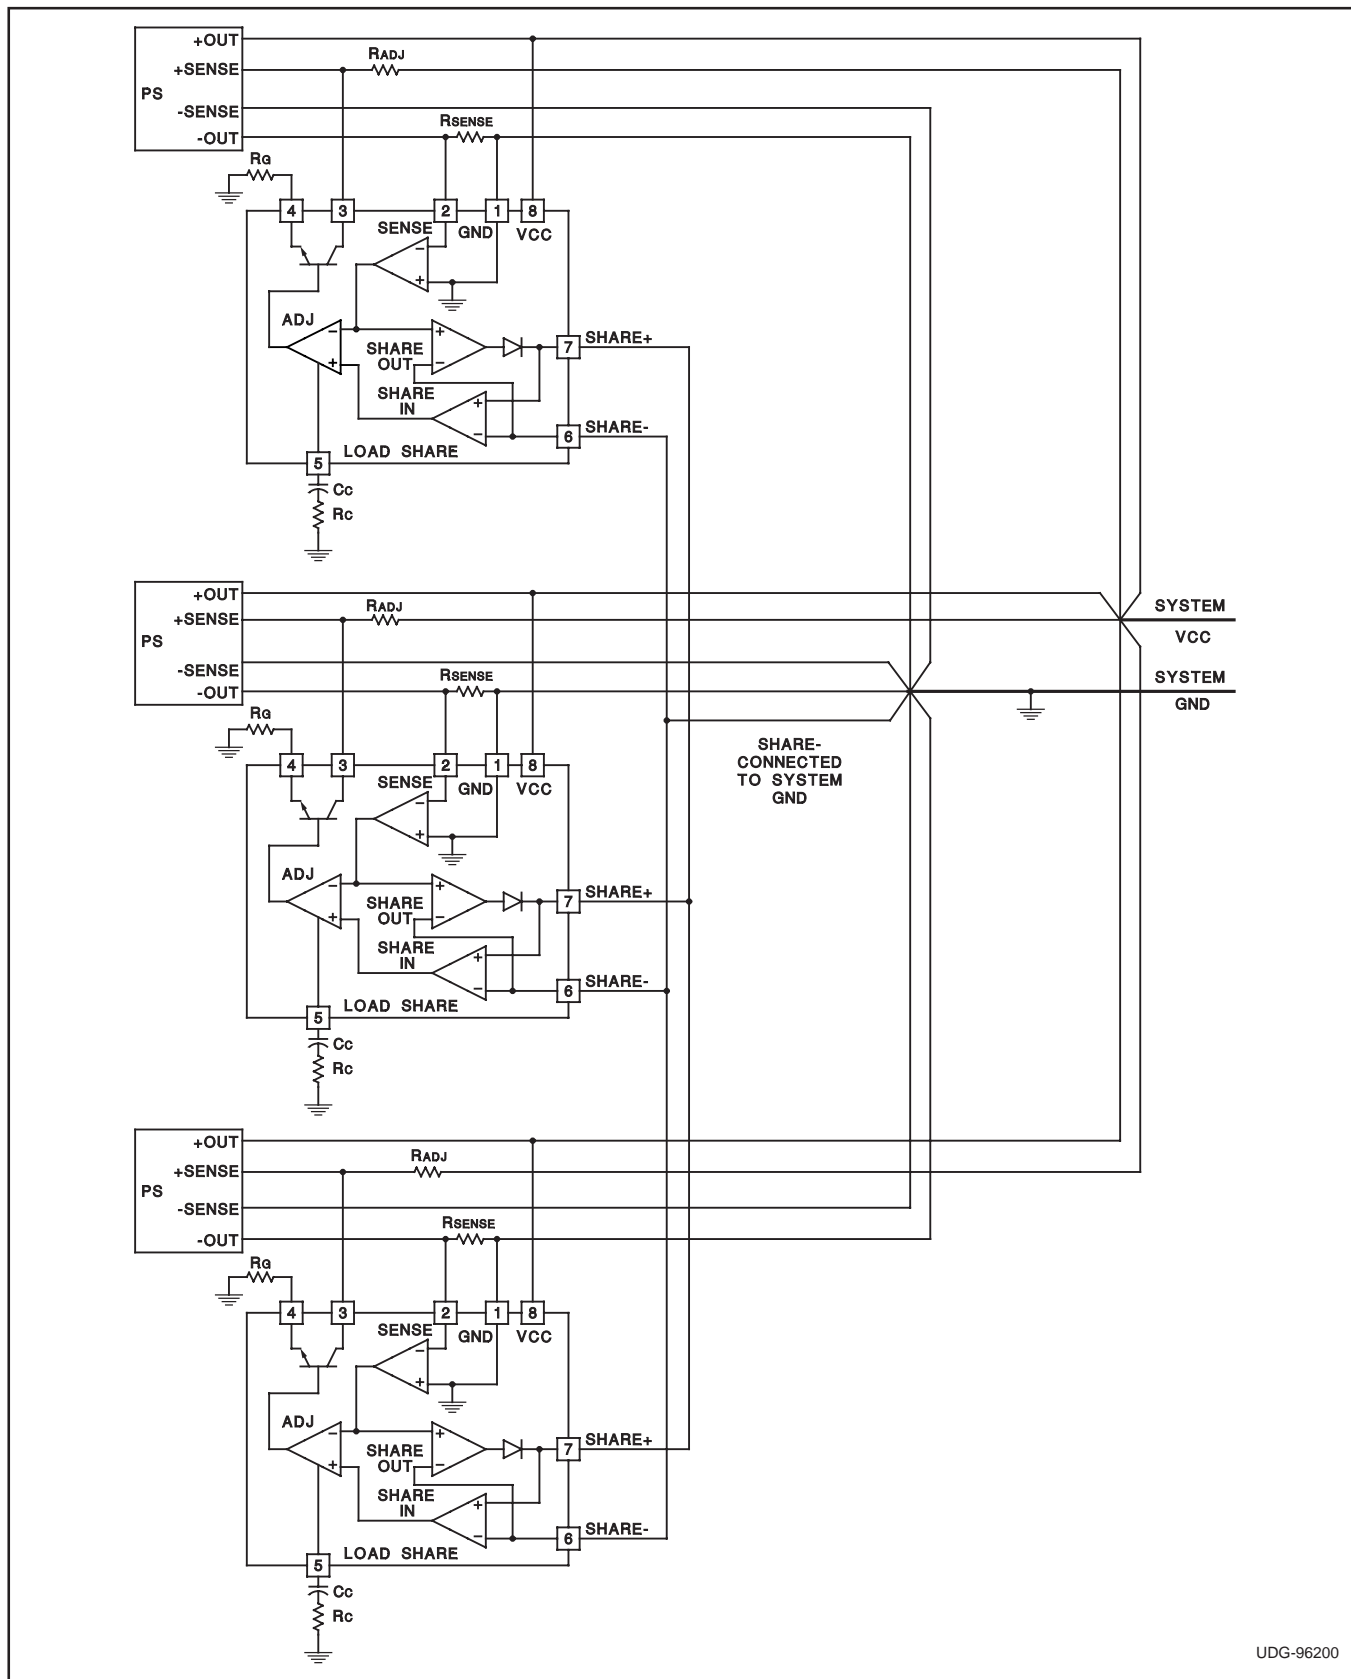 +OUT
+SENSE
PS
-SENSE
-OUT
RADJ
RSENSE
RG
4
3
2
1
8
SENSE
GND
VCC
-
+
ADJ
-
+
SHARE
OUT
+
-
7
SHARE+
SHARE
IN
+
-
6
SHARE-
LOAD SHARE
5
CC
RC
+OUT
+SENSE
PS
-SENSE
-OUT
RADJ
RSENSE
SYSTEM
VCC
SYSTEM
GND
RG
4
3
2
1
8
SENSE
GND
VCC
SHARE-
CONNECTED
TO SYSTEM
GND
-
+
ADJ
-
+
SHARE
OUT
+
-
7
SHARE+
SHARE
IN
+
-
6
SHARE-
LOAD SHARE
5
CC
RC
+OUT
+SENSE
PS
-SENSE
-OUT
RADJ
RSENSE
RG
4
3
2
1
8
SENSE
GND
VCC
-
+
ADJ
-
+
SHARE
OUT
+
-
7
SHARE+
SHARE
IN
+
-
6
SHARE-
LOAD SHARE
5
CC
RC
UDG-96200